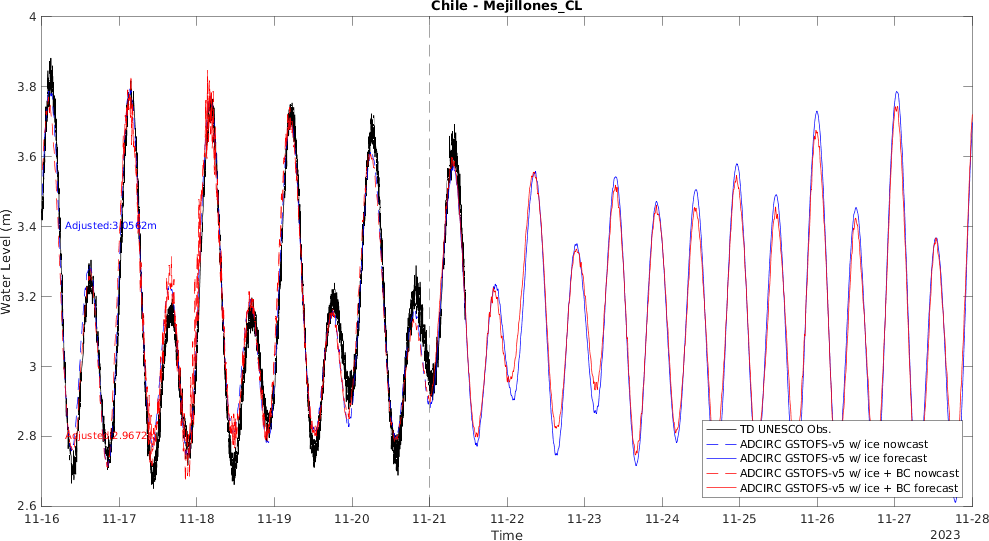 Chile - Mejillones_CL
Water Level (m)
4
3.8
3.6
3.4
3.2
3
2.8
2.6
Adjusted:3.0562m
TD UNESCO Obs.
ADCIRC GSTOFS-v5 w/ ice nowcast
ADCIRC GSTOFS-v5 w/ ice forecast
ADCIRC GSTOFS-v5 w/ ice + BC nowcast
ADCIRC GSTOFS-v5 w/ ice + BC forecast
11-16 11-17 11-18 11-19 11-20 11-21 11-22 11-23 11-24 11-25 11-26 11-27 11-28
Time
2023